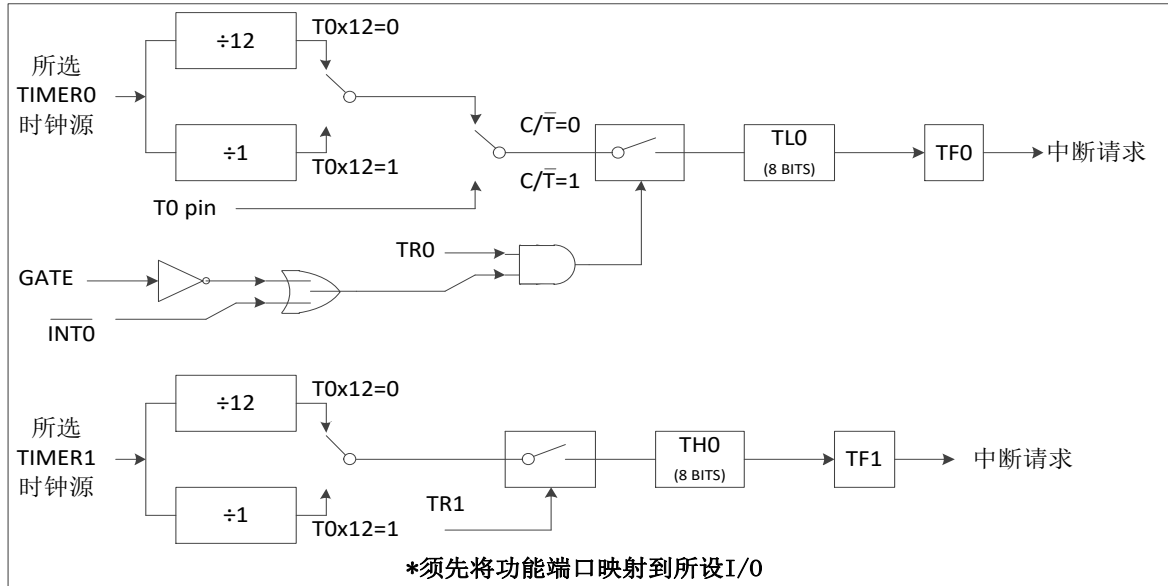 ÷12
T0x12=0
所选
TIMER0
时钟源
÷1
T0x12=1
C/T̅=0
C/T̅=1
TL0
(8 BITS)
TF0
中断请求
T0 pin
TR0
GATE
I̅N̅T̅0̅
÷12
T0x12=0
所选
TIMER1
时钟源
÷1
T0x12=1
TR1
TH0
(8 BITS)
TF1
中断请求
*须先将功能端口映射到所设I/O